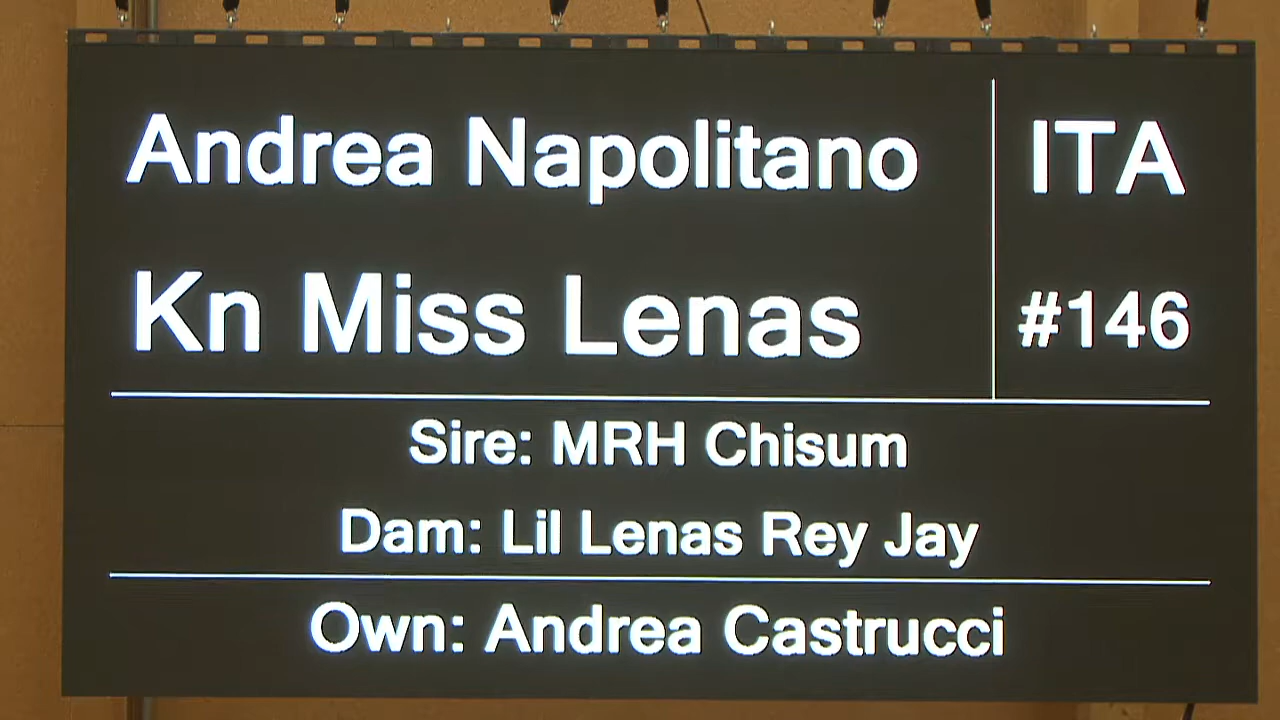 Andrea Napolitano
ITA
Kn Miss Lenas
#146
Sire: MRH Chisum
Dam: Lil Lenas Rey Jay
Own: Andrea Castrucci